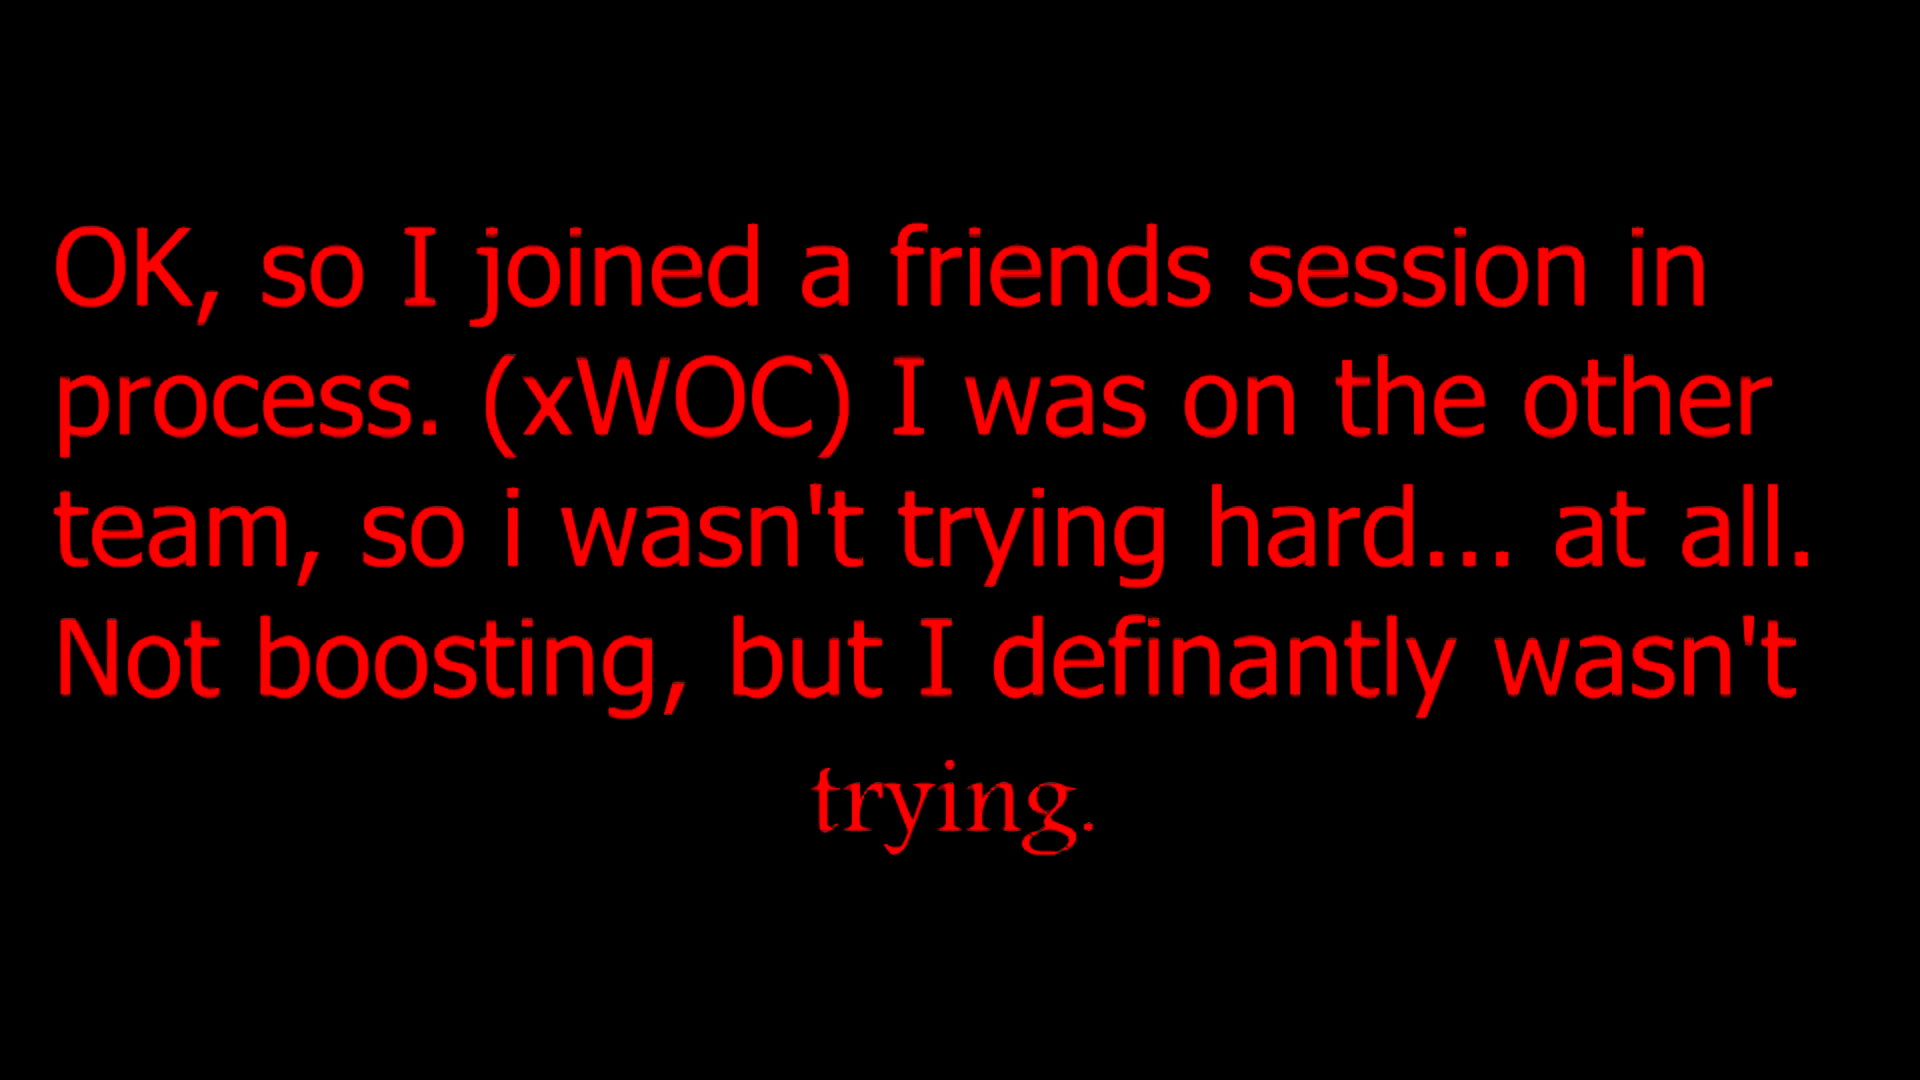 OK, so I joined a friends session in
process. (xWOC) I was on the other
team, so i wasn't trying hard... at all.
Not boosting, but I definantly wasn't
trying.